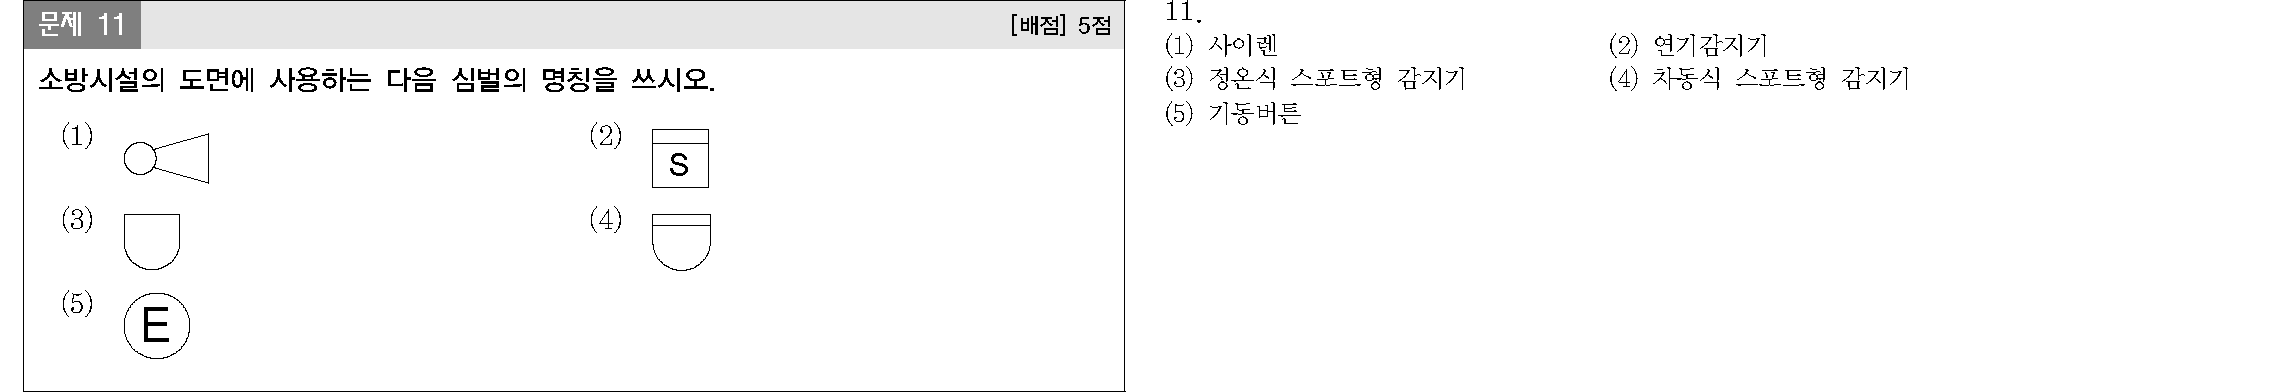 문제 11
[배점] 5점
소방시설의 도면에 사용하는 다음 심벌의 명칭을 쓰시오.
(1)
(2) S
(3)
(4)
(5) E
11.
(1) 사이렌 (2) 연기감지기
(3) 정온식 스포트형 감지기 (4) 차동식 스포트형 감지기
(5) 기동버튼